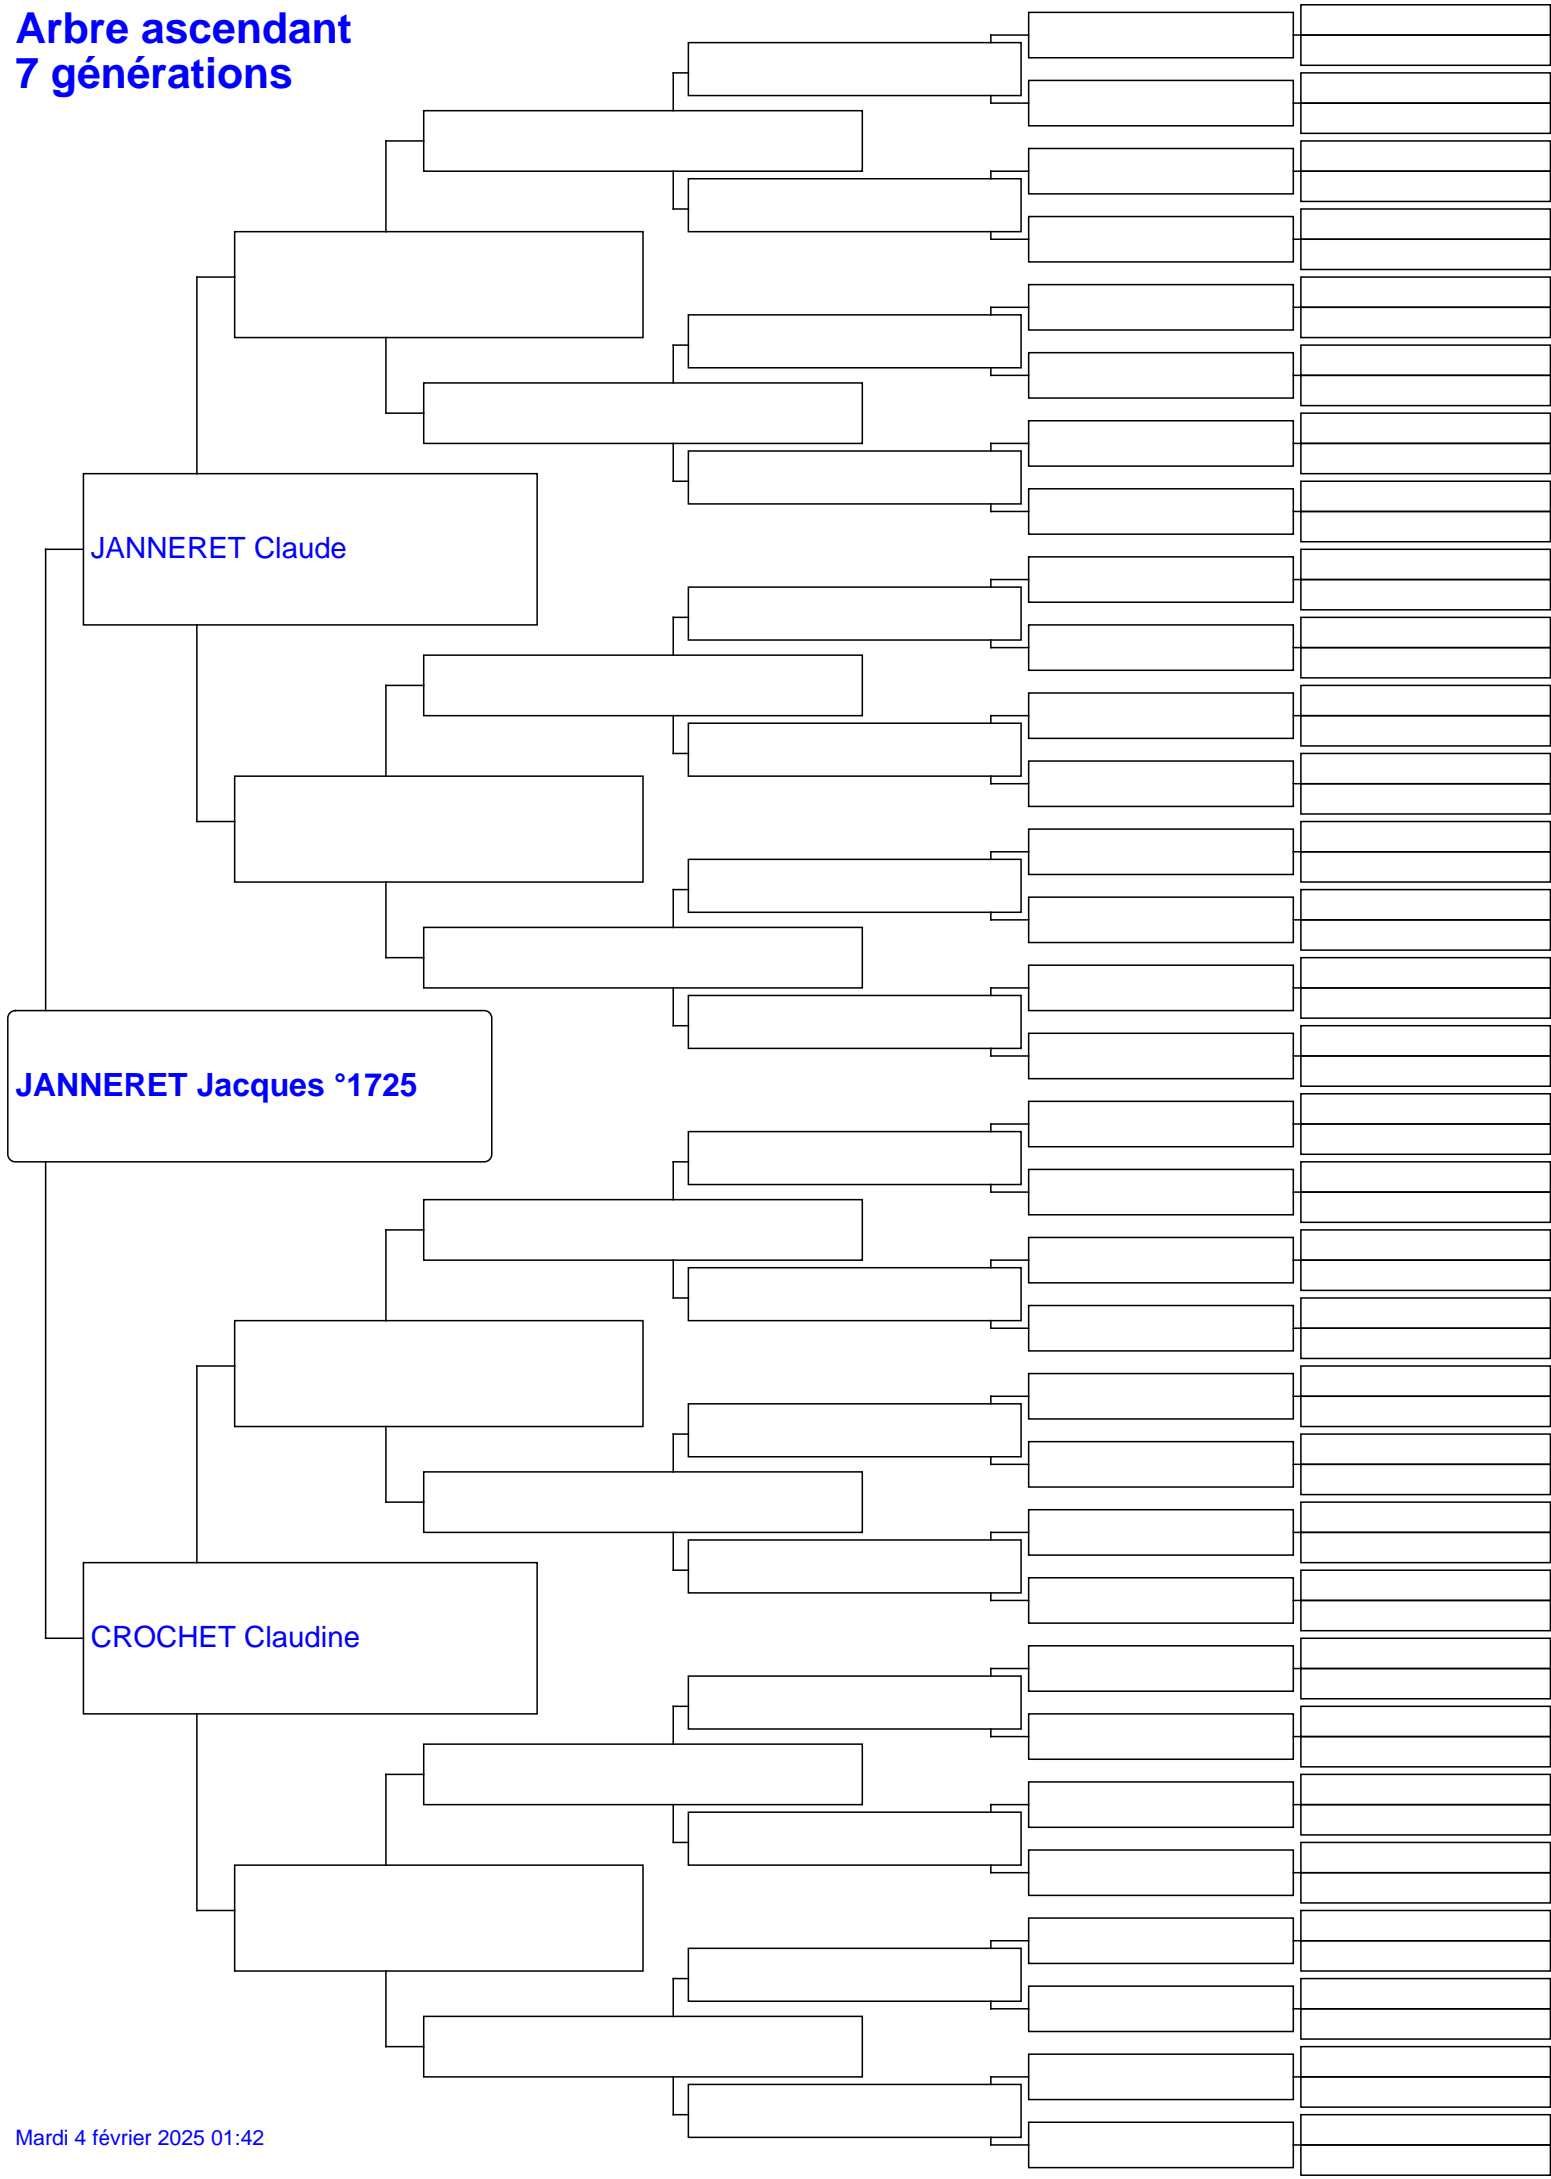 Arbre ascendant
7 générations
JANNERET Claude
JANNERET Jacques °1725
CROCHET Claudine
Mardi 4 février 2025 01:42